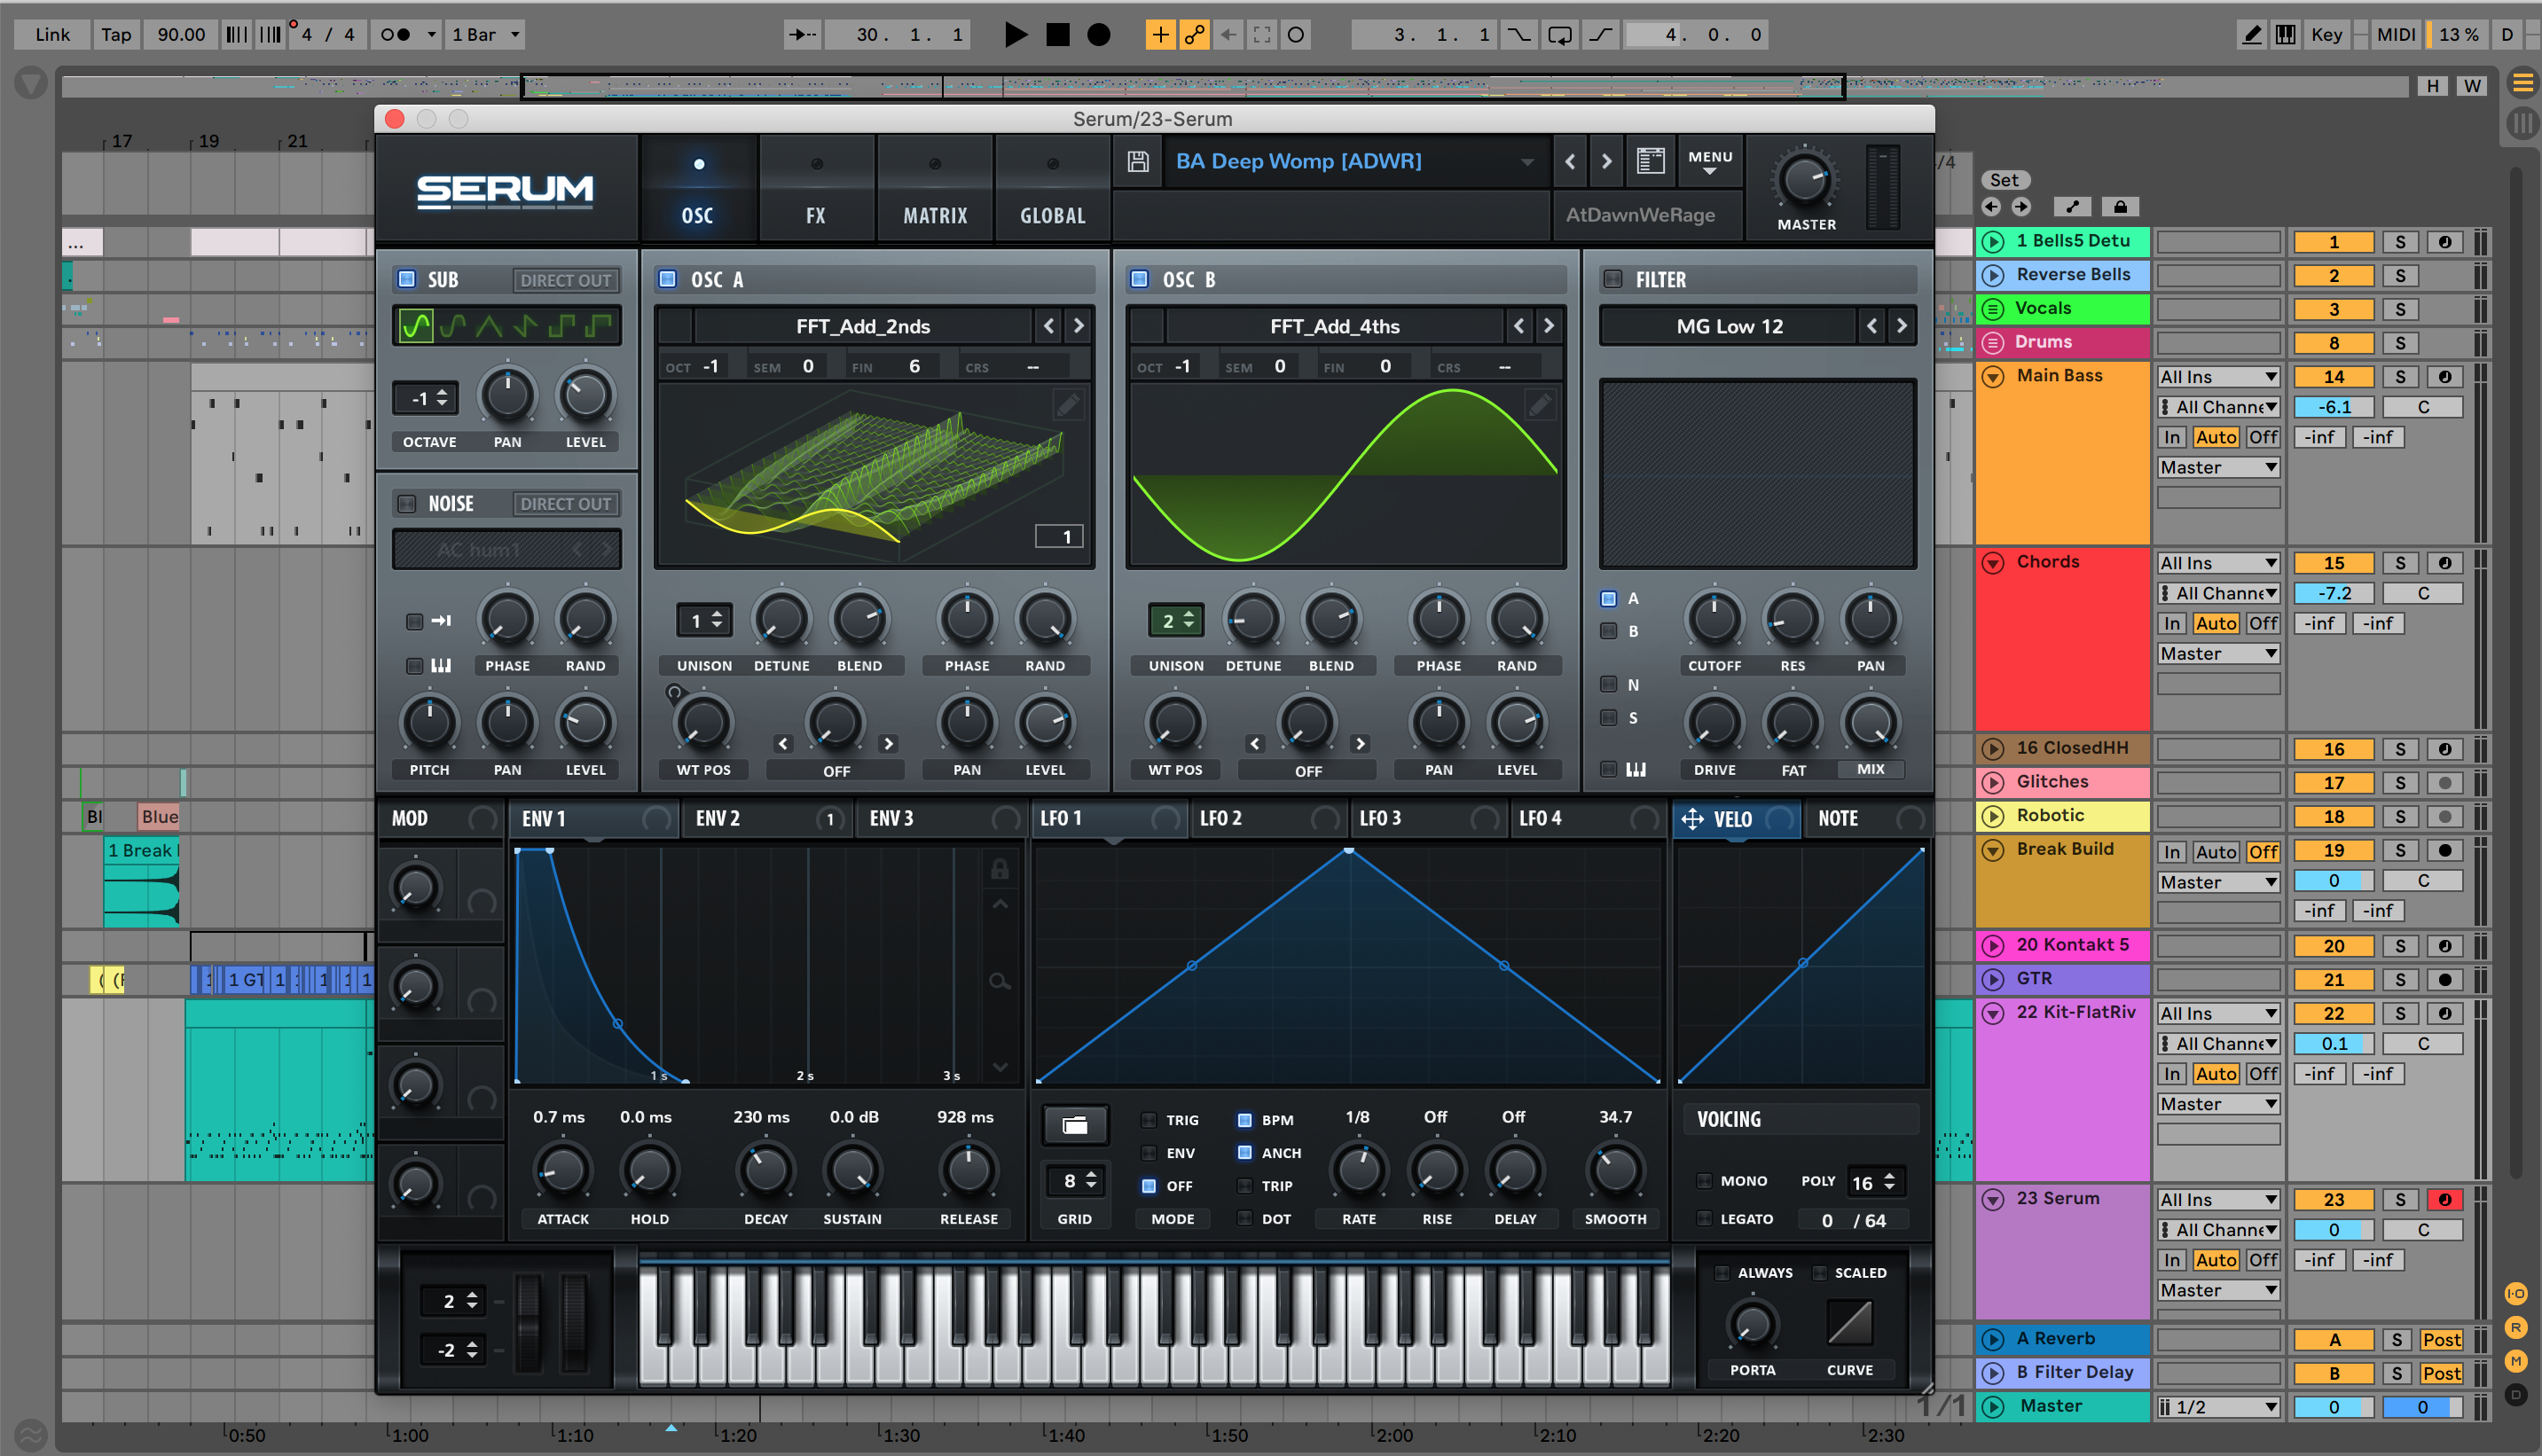 Link Tap 90.00 4 / 4 1 Bar 30. 1. 1 3. 1. 1 4. 0. 0 Key MIDI 13 % D
H W
Serum/23-Serum
17 19 21
/4
SERUM
OSC FX MATRIX GLOBAL
BA Deep Womp [ADWR]
MENU
AtDawnWeRage
MASTER
SUB DIRECT OUT
-1
OCTAVE PAN LEVEL
NOISE DIRECT OUT
AC hum1
PHASE RAND
PITCH PAN LEVEL
OSC A
FFT_Add_2nds
OCT -1 SEM 0 FIN 6 CRS --
1
1
UNISON DETUNE BLEND PHASE RAND
WT POS OFF PAN LEVEL
OSC B
FFT_Add_4ths
OCT -1 SEM 0 FIN 0 CRS --
2
UNISON DETUNE BLEND PHASE RAND
WT POS OFF PAN LEVEL
FILTER
MG Low 12
A
B
N
S
CUTOFF RES PAN
DRIVE FAT MIX
MOD ENV 1 ENV 2 1 ENV 3 LFO 1 LFO 2 LFO 3 LFO 4 VELO NOTE
1 s 2 s 3 s
0.7 ms 0.0 ms 230 ms 0.0 dB 928 ms
ATTACK HOLD DECAY SUSTAIN RELEASE
8
GRID
TRIG BPM
ENV ANCH
OFF TRIP
MODE DOT
1/8 Off Off 34.7
RATE RISE DELAY SMOOTH
VOICING
MONO POLY 16
LEGATO 0 / 64
2
-2
ALWAYS SCALED
PORTA CURVE
...
Bl Blue
1 Break
1 GT 1 1 1 1 1
Set
1 Bells5 Detu 1 S
Reverse Bells 2 S
Vocals 3 S
Drums 8 S
Main Bass All Ins 14 S
All Channe -6.1 C
In Auto Off -inf -inf
Master
Chords All Ins 15 S
All Channe -7.2 C
In Auto Off -inf -inf
Master
16 ClosedHH 16 S
Glitches 17 S
Robotic 18 S
Break Build In Auto Off 19 S
Master 0 C
-inf -inf
20 Kontakt 5 20 S
GTR 21 S
22 Kit-FlatRiv All Ins 22 S
All Channe 0.1 C
In Auto Off -inf -inf
Master
23 Serum All Ins 23 S
All Channe 0 C
In Auto Off -inf -inf
Master
I-O
R
M
D
A Reverb A S Post
B Filter Delay B S Post
Master 1/2 0 0
1/1
0:50 1:00 1:10 1:20 1:30 1:40 1:50 2:00 2:10 2:20 2:30